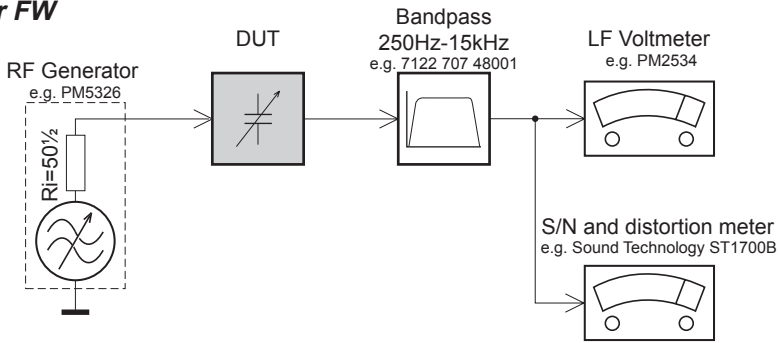 r FW
RF Generator
e.g. PM5326
Ri=50½
DUT
Bandpass
250Hz-15kHz
e.g. 7122 707 48001
LF Voltmeter
e.g. PM2534
S/N and distortion meter
e.g. Sound Technology ST1700B